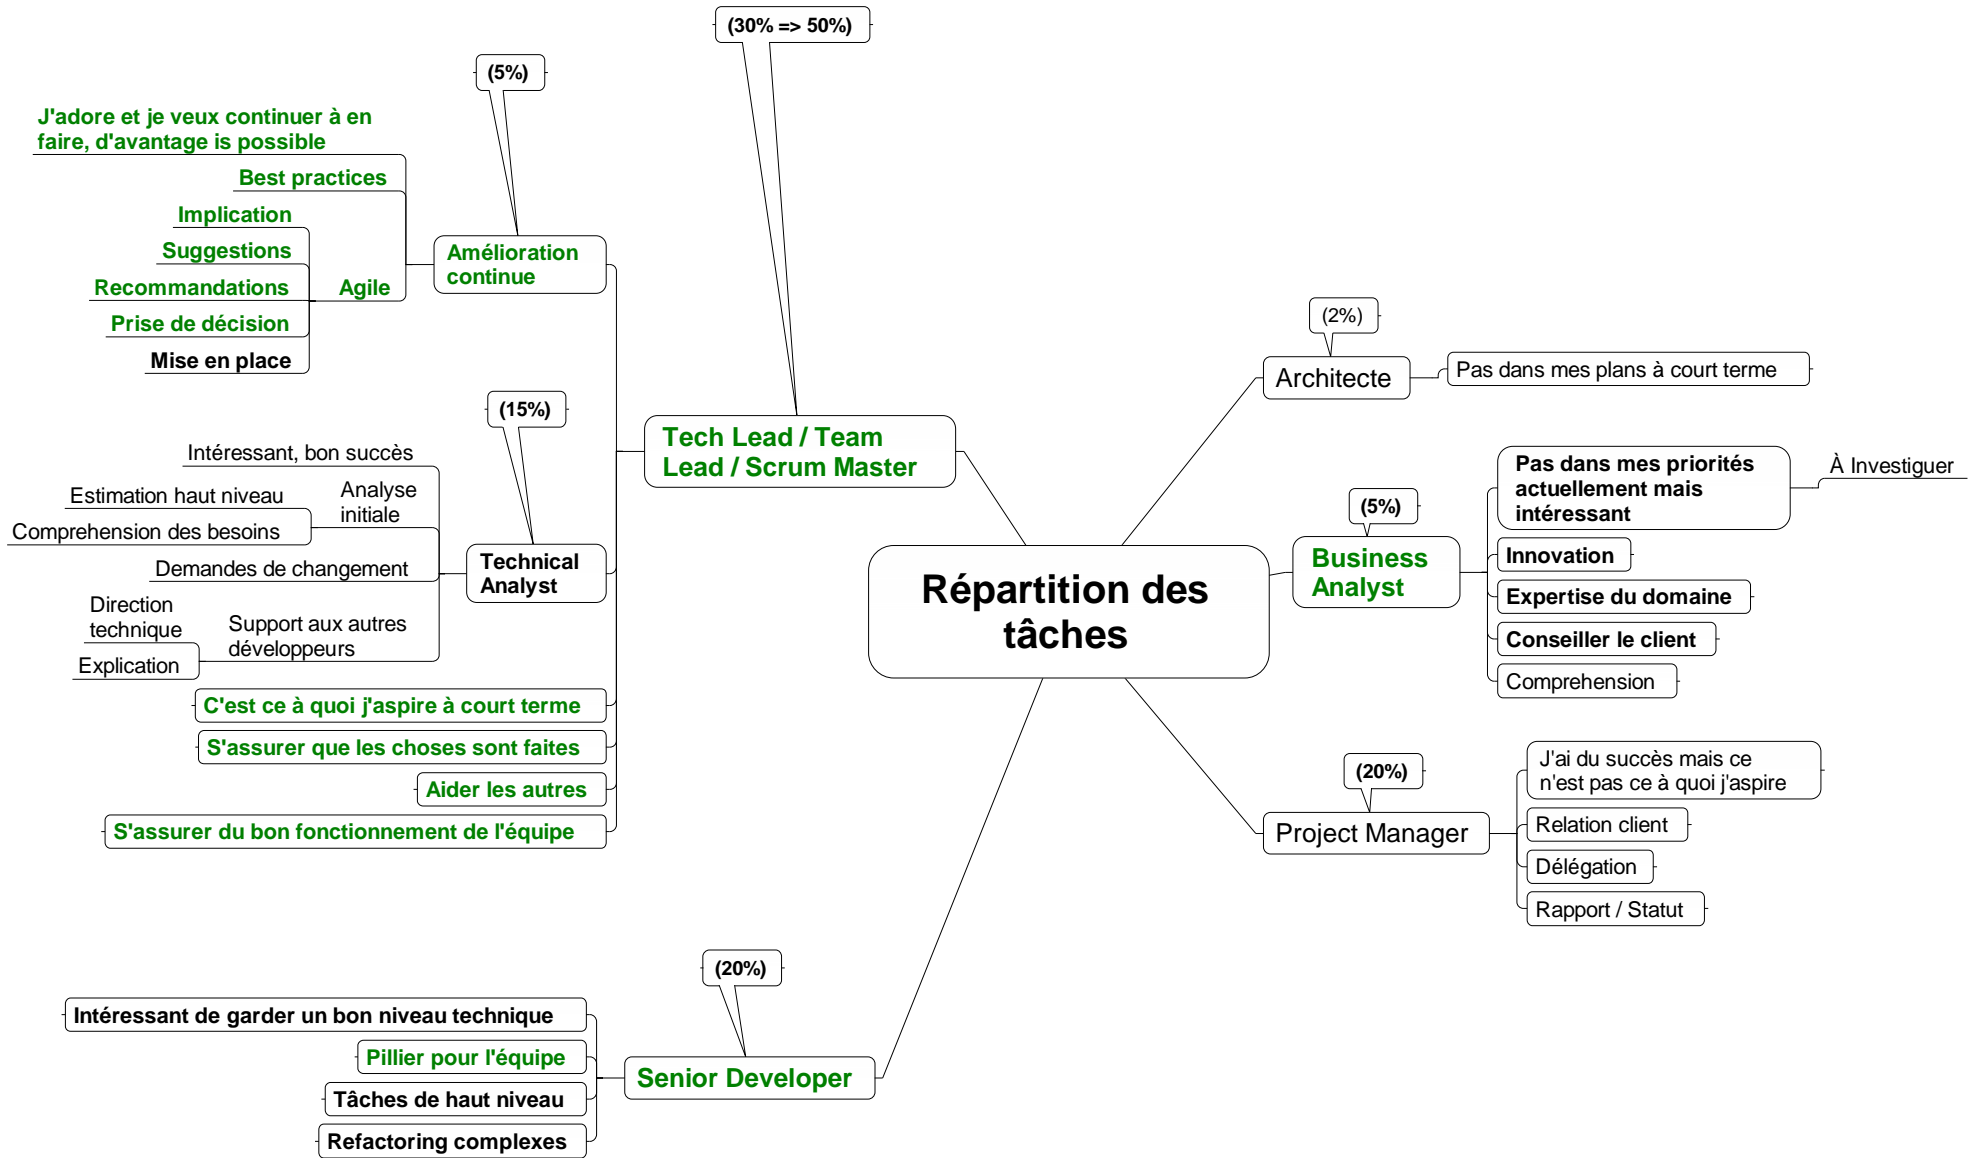 (30% => 50%)
(5%)
J'adore et je veux continuer à en
faire, d'avantage is possible
Best practices
Implication
Suggestions
Recommandations
Prise de décision
Mise en place
Agile
Amélioration
continue
(15%)
Intéressant, bon succès
Estimation haut niveau
Comprehension des besoins
Analyse
initiale
Demandes de changement
Direction
technique
Explication
Support aux autres
développeurs
Technical
Analyst
C'est ce à quoi j'aspire à court terme
S'assurer que les choses sont faites
Aider les autres
S'assurer du bon fonctionnement de l'équipe
Tech Lead / Team
Lead / Scrum Master
Répartition des
tâches
(2%)
Architecte
Pas dans mes plans à court terme
(5%)
Business
Analyst
Pas dans mes priorités
actuellement mais
intéressant
À Investiguer
Innovation
Expertise du domaine
Conseiller le client
Comprehension
(20%)
Project Manager
J'ai du succès mais ce
n'est pas ce à quoi j'aspire
Relation client
Délégation
Rapport / Statut
(20%)
Senior Developer
Intéressant de garder un bon niveau technique
Pillier pour l'équipe
Tâches de haut niveau
Refactoring complexes